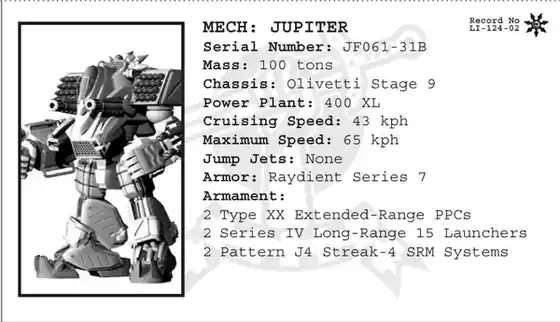 MECH: JUPITER
Record No
LI-124-02
Serial Number: JF061-31B
Mass: 100 tons
Chassis: Olivetti Stage 9
Power Plant: 400 XL
Cruising Speed: 43 kph
Maximum Speed: 65 kph
Jump Jets: None
Armor: Raydient Series 7
Armament:
2 Type XX Extended-Range PPCs
2 Series IV Long-Range 15 Launchers
2 Pattern J4 Streak-4 SRM Systems